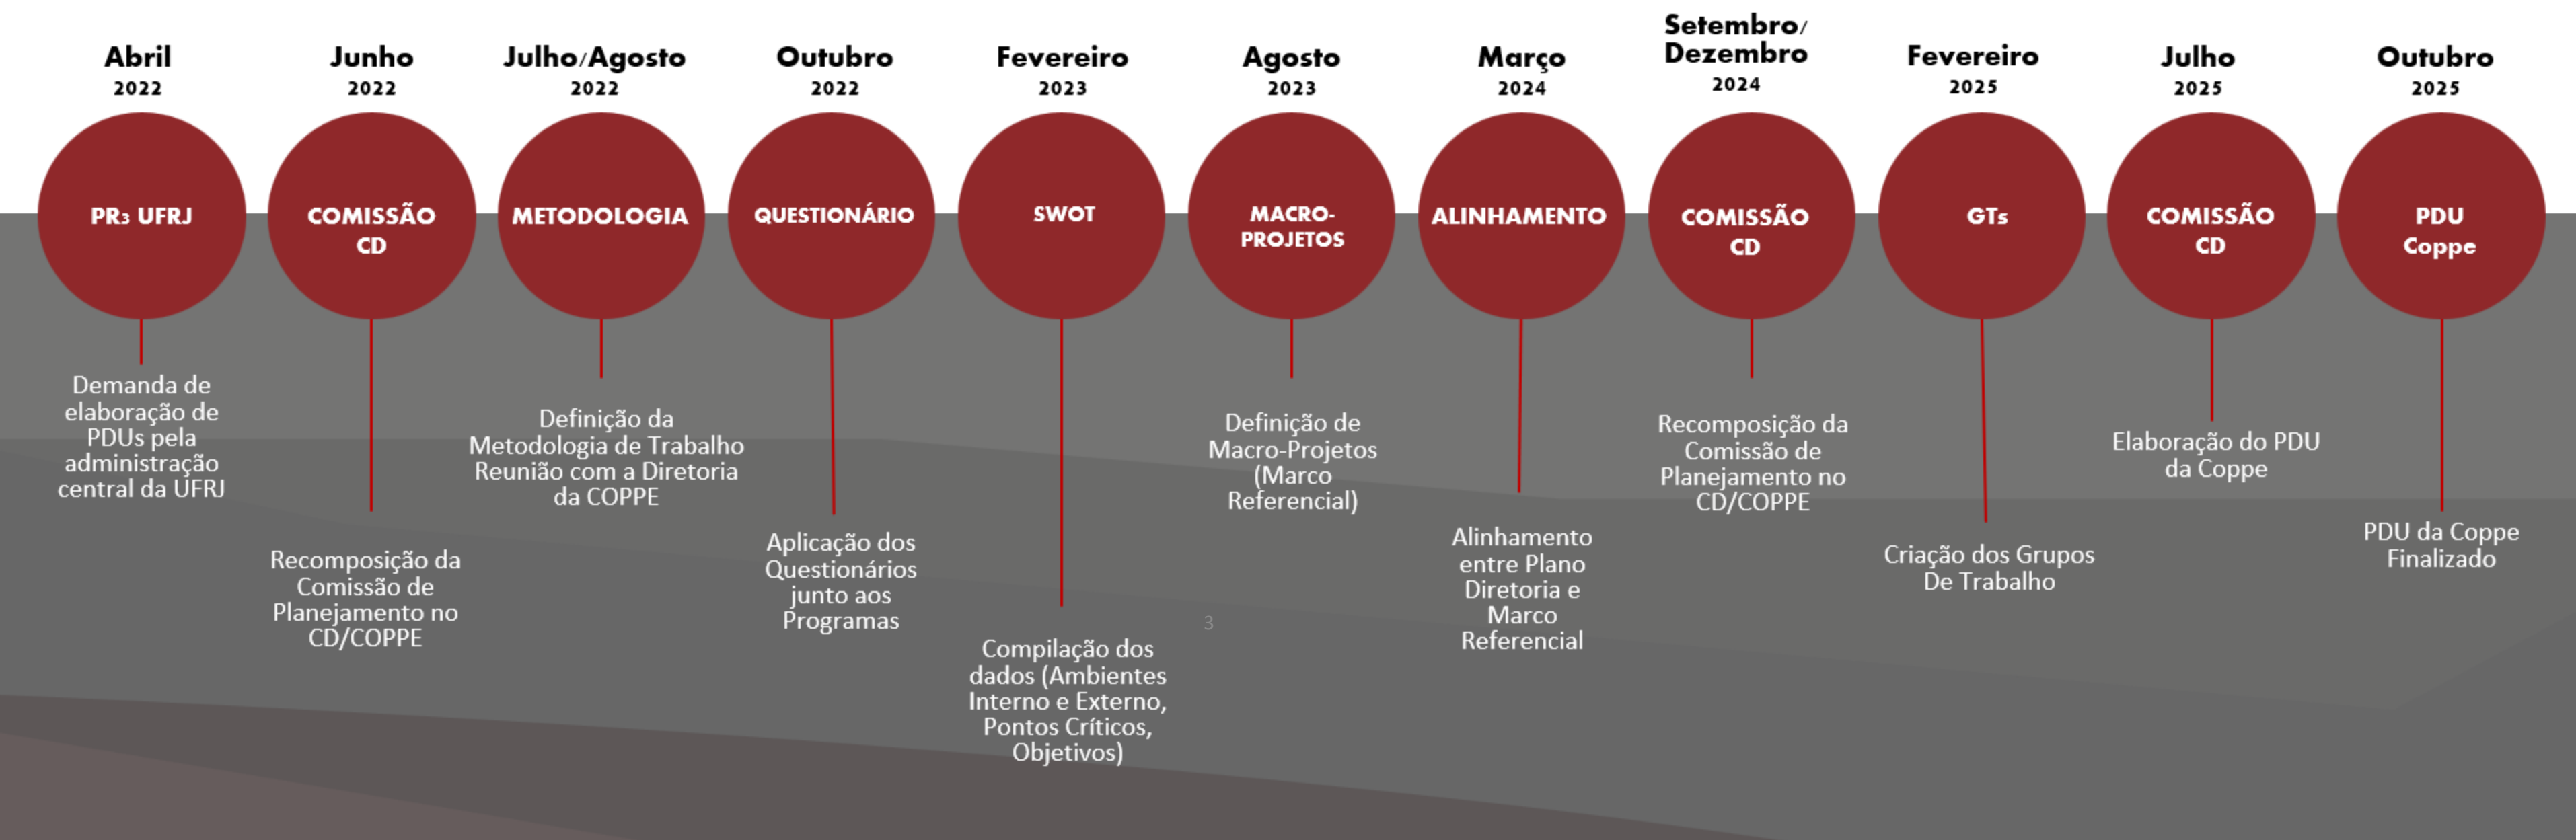 Abril
2022
PR3 UFRJ
Demanda de
elaboração de
PDUs pela
administração
central da UFRJ
Junho
2022
COMISSÃO
CD
Recomposição da
Comissão de
Planejamento no
CD/COPPE
Julho/Agosto
2022
METODOLOGIA
Definição da
Metodologia de Trabalho
Reunião com a Diretoria
da COPPE
Outubro
2022
QUESTIONÁRIO
Aplicação dos
Questionários
junto aos
Programas
Fevereiro
2023
SWOT
Compilação dos
dados (Ambientes
Interno e Externo,
Pontos Críticos,
Objetivos)
Agosto
2023
MACRO-
PROJETOS
Definição de
Macro-Projetos
(Marco
Referencial)
3
Março
2024
ALINHAMENTO
Alinhamento
entre Plano
Diretoria e
Marco
Referencial
Setembro/
Dezembro
2024
COMISSÃO
CD
Recomposição da
Comissão de
Planejamento no
CD/COPPE
Fevereiro
2025
GTs
Criação dos Grupos
De Trabalho
Julho
2025
COMISSÃO
CD
Elaboração do PDU
da Coppe
Outubro
2025
PDU
Coppe
PDU da Coppe
Finalizado